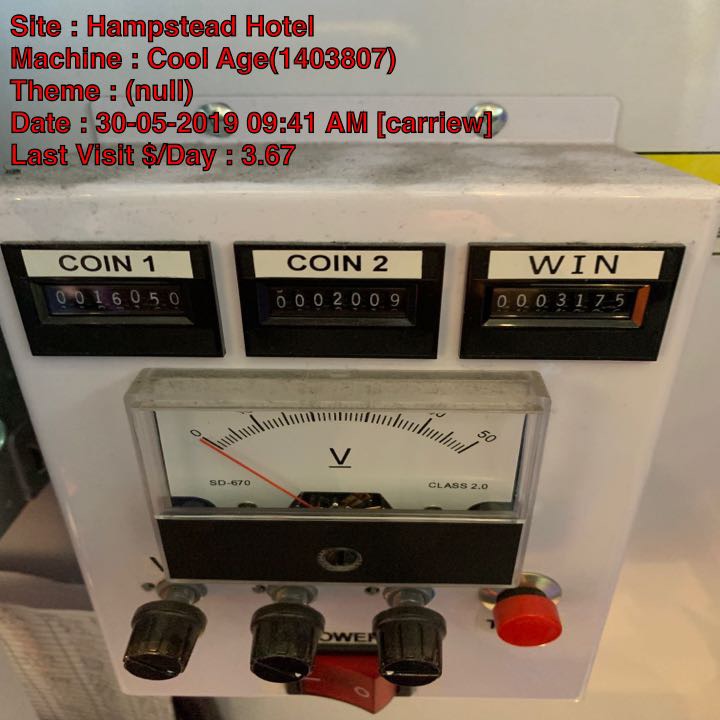 Site : Hampstead Hotel
Machine : Cool Age(1403807)
Theme : (null)
Date : 30-05-2019 09:41 AM [carriew]
Last Visit $/Day : 3.67
COIN 1
COIN 2
WIN
0016050
0002009
0003175
0
50
V
SD-670
CLASS 2.0
OWER
O